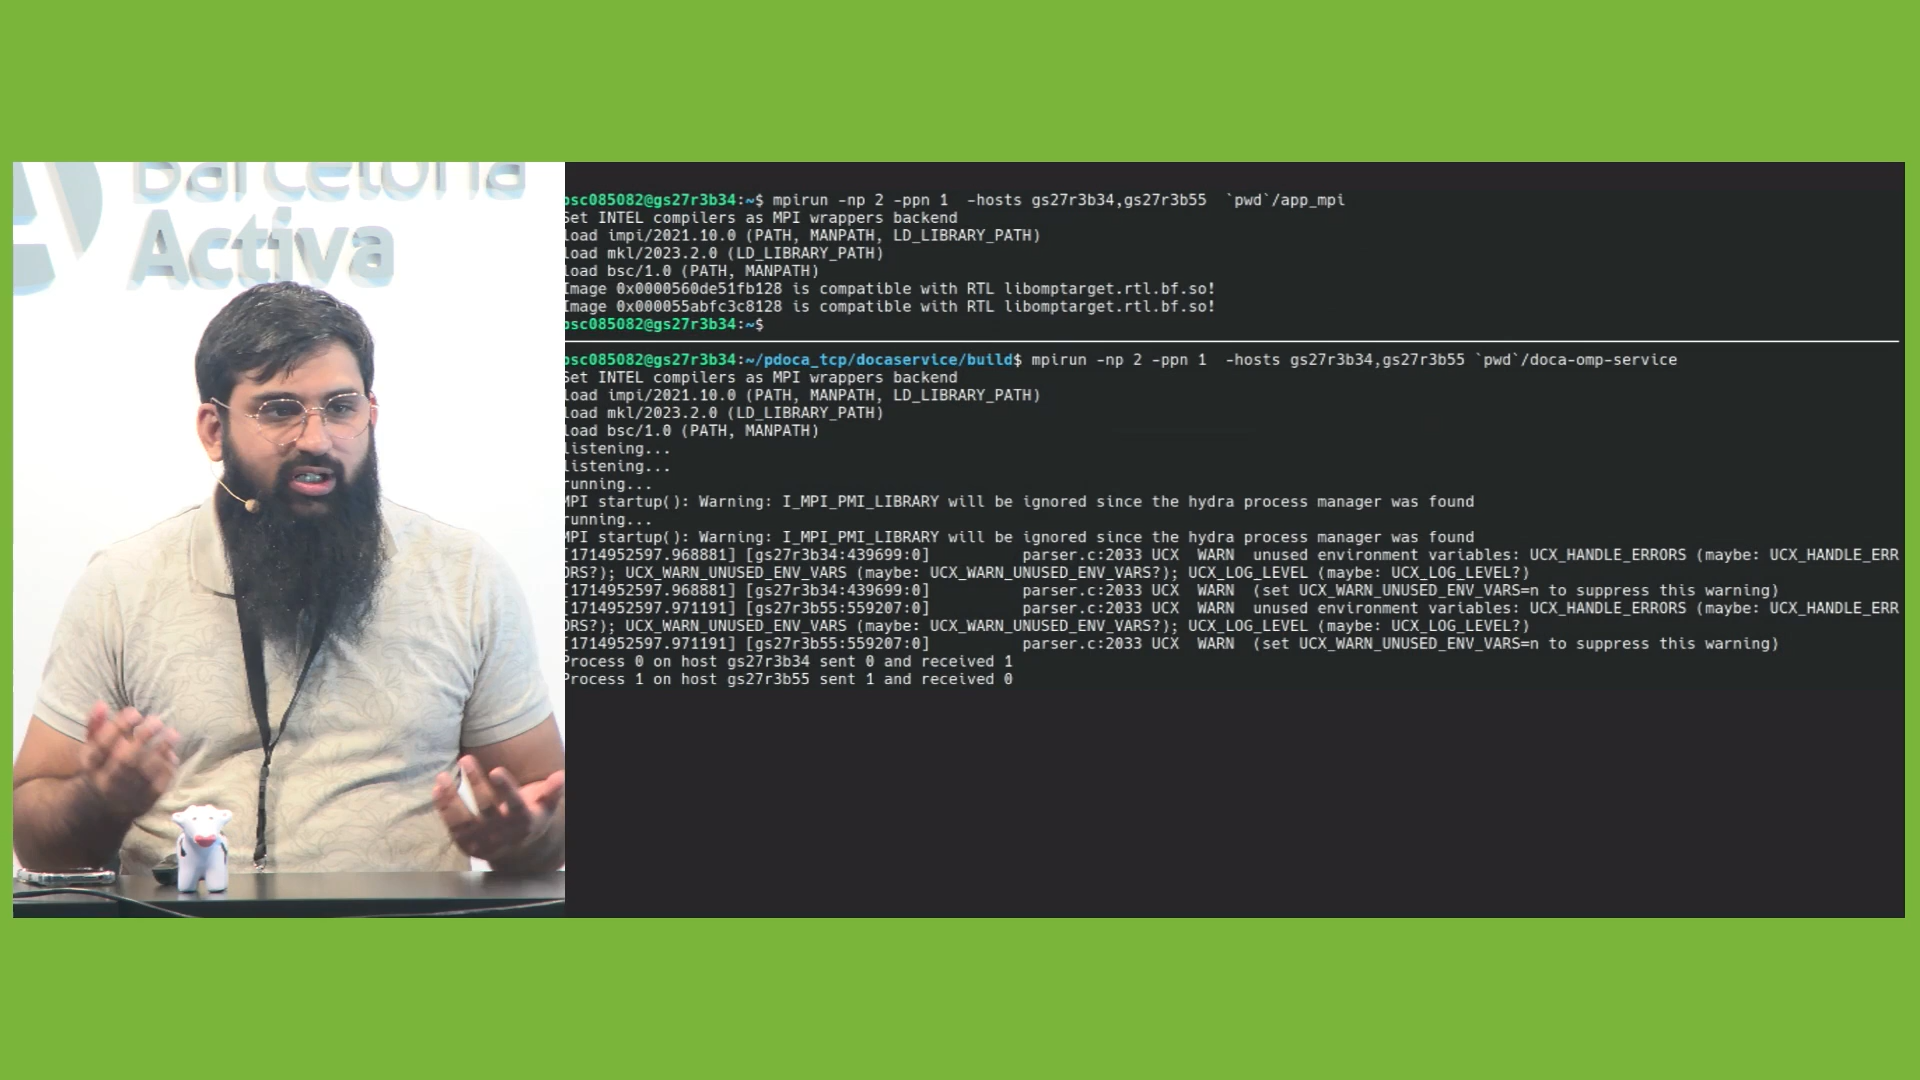 Barcelona
Activa
bsc085082@gs27r3b34:~$ mpirun -np 2 -ppn 1  -hosts gs27r3b34,gs27r3b55  `pwd`/app_mpi
Set INTEL compilers as MPI wrappers backend
load impi/2021.10.0 (PATH, MANPATH, LD_LIBRARY_PATH)
load mkl/2023.2.0 (LD_LIBRARY_PATH)
load bsc/1.0 (PATH, MANPATH)
Image 0x0000560de51fb128 is compatible with RTL libomptarget.rtl.bf.so!
Image 0x000055abfc3c8128 is compatible with RTL libomptarget.rtl.bf.so!
bsc085082@gs27r3b34:~$
bsc085082@gs27r3b34:~/pdoca_tcp/docaservice/build$ mpirun -np 2 -ppn 1  -hosts gs27r3b34,gs27r3b55 `pwd`/doca-omp-service
Set INTEL compilers as MPI wrappers backend
load impi/2021.10.0 (PATH, MANPATH, LD_LIBRARY_PATH)
load mkl/2023.2.0 (LD_LIBRARY_PATH)
load bsc/1.0 (PATH, MANPATH)
listening...
listening...
running...
MPI startup(): Warning: I_MPI_PMI_LIBRARY will be ignored since the hydra process manager was found
running...
MPI startup(): Warning: I_MPI_PMI_LIBRARY will be ignored since the hydra process manager was found
[1714952597.968881] [gs27r3b34:439699:0]          parser.c:2033 UCX  WARN  unused environment variables: UCX_HANDLE_ERRORS (maybe: UCX_HANDLE_ERR
ORS?); UCX_WARN_UNUSED_ENV_VARS (maybe: UCX_WARN_UNUSED_ENV_VARS?); UCX_LOG_LEVEL (maybe: UCX_LOG_LEVEL?)
[1714952597.968881] [gs27r3b34:439699:0]          parser.c:2033 UCX  WARN  (set UCX_WARN_UNUSED_ENV_VARS=n to suppress this warning)
[1714952597.971191] [gs27r3b55:559207:0]          parser.c:2033 UCX  WARN  unused environment variables: UCX_HANDLE_ERRORS (maybe: UCX_HANDLE_ERR
ORS?); UCX_WARN_UNUSED_ENV_VARS (maybe: UCX_WARN_UNUSED_ENV_VARS?); UCX_LOG_LEVEL (maybe: UCX_LOG_LEVEL?)
[1714952597.971191] [gs27r3b55:559207:0]          parser.c:2033 UCX  WARN  (set UCX_WARN_UNUSED_ENV_VARS=n to suppress this warning)
Process 0 on host gs27r3b34 sent 0 and received 1
Process 1 on host gs27r3b55 sent 1 and received 0